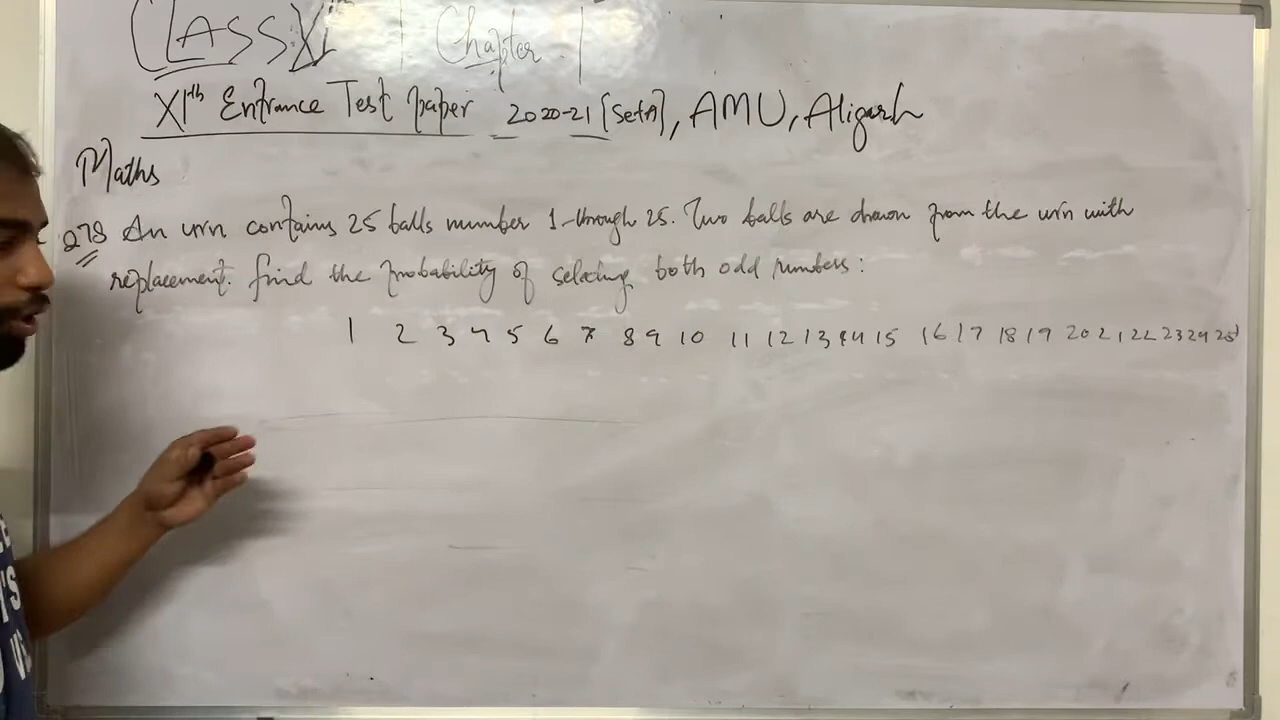 CLASS XI | Chapter |
XIth Entrance Test paper 2020-21 [SetA], AMU, Aligarh
Maths
Q78 An urn contains 25 balls number 1-through 25. Two balls are drawn from the urn with
replacement. find the probability of selecting both odd numbers:
1 2 3 4 5 6 7 8 9 10 11 12 13 14 15 16 17 18 19 20 21 22 23 24 25